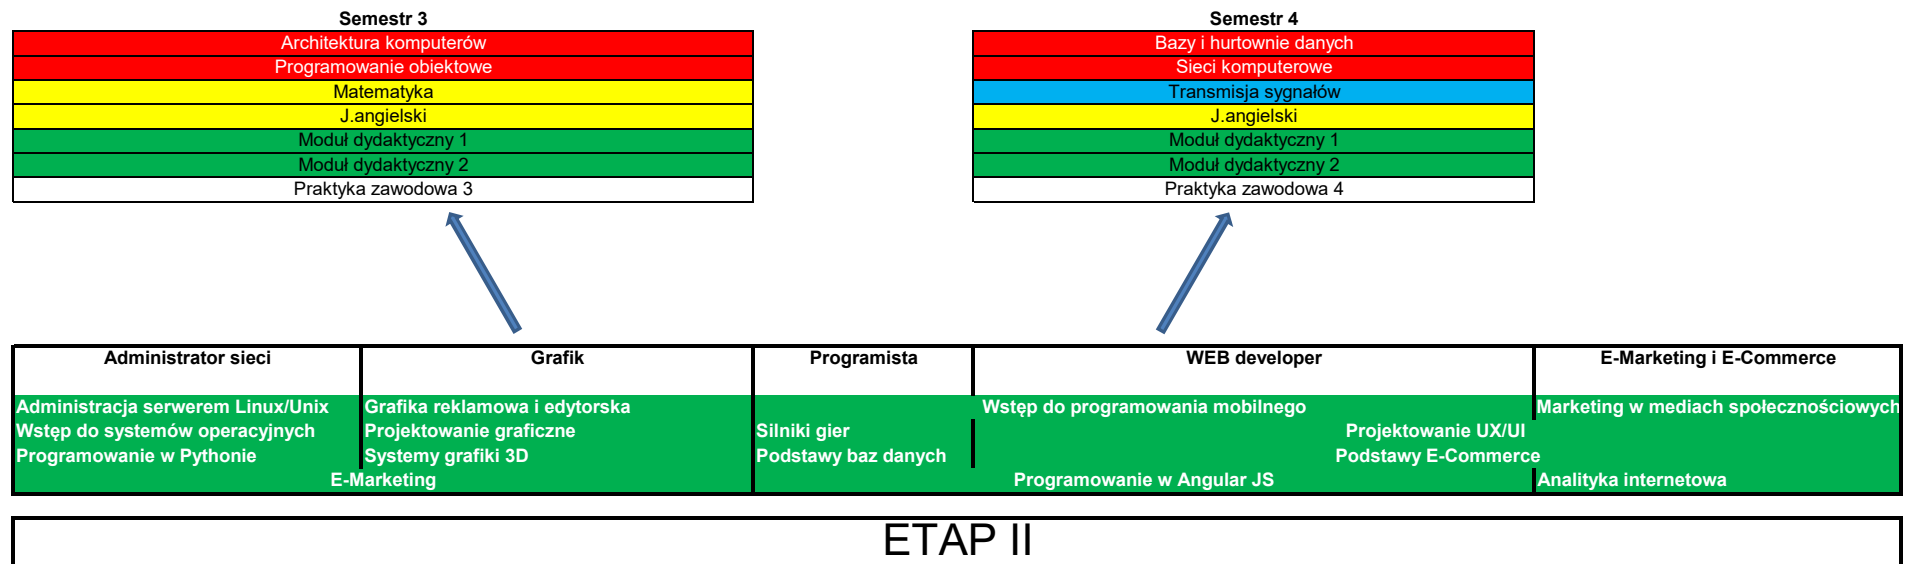 Semestr 3
Architektura komputerów
Programowanie obiektowe
Matematyka
J.angielski
Moduł dydaktyczny 1
Moduł dydaktyczny 2
Praktyka zawodowa 3
Semestr 4
Bazy i hurtownie danych
Sieci komputerowe
Transmisja sygnałów
J.angielski
Moduł dydaktyczny 1
Moduł dydaktyczny 2
Praktyka zawodowa 4
Administrator sieci Grafik Programista WEB developer E-Marketing i E-Commerce
Administracja serwerem Linux/Unix Grafika reklamowa i edytorska Wstęp do programowania mobilnego Marketing w mediach społecznościowych
Wstęp do systemów operacyjnych Projektowanie graficzne Silniki gier Projektowanie UX/UI
Programowanie w Pythonie Systemy grafiki 3D Podstawy baz danych Podstawy E-Commerce
E-Marketing Programowanie w Angular JS Analityka internetowa
ETAP II